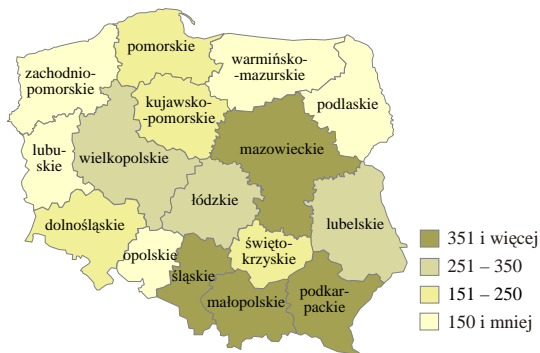 pomorskie
warmińsko-
-mazurskie
zachodnio-
pomorskie
podlaskie
kujawsko-
-pomorskie
mazowieckie
lubu-
skie
wielkopolskie
łódzkie
lubelskie
dolnośląskie
opolskie
święto-
krzyskie
śląskie
małopolskie
podkar-
packie
351 i więcej
251 – 350
151 – 250
150 i mniej